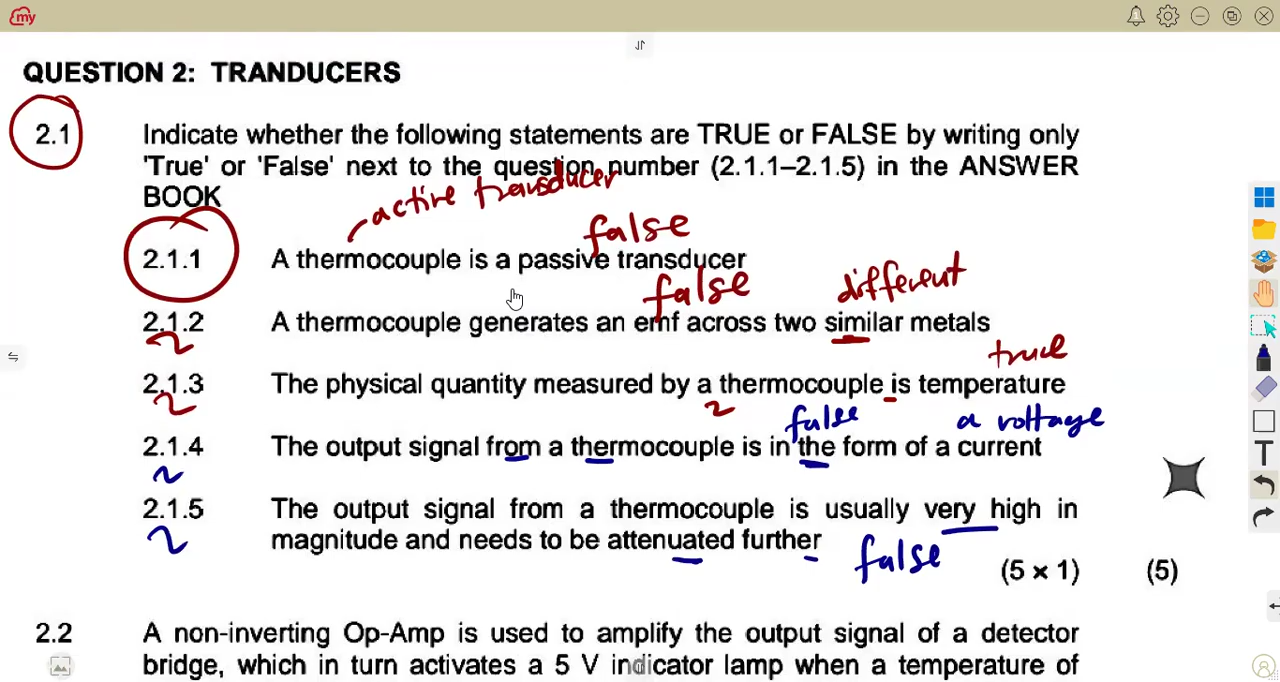 my
QUESTION 2: TRANDUCERS
2.1 Indicate whether the following statements are TRUE or FALSE by writing only
'True' or 'False' next to the question number (2.1.1–2.1.5) in the ANSWER
BOOK
active transducer
false
2.1.1 A thermocouple is a passive transducer
false different
2.1.2 A thermocouple generates an emf across two similar metals
true
2.1.3 The physical quantity measured by a thermocouple is temperature
false a voltage
2.1.4 The output signal from a thermocouple is in the form of a current
2.1.5 The output signal from a thermocouple is usually very high in
magnitude and needs to be attenuated further
false
(5 × 1) (5)
2.2 A non-inverting Op-Amp is used to amplify the output signal of a detector
bridge, which in turn activates a 5 V indicator lamp when a temperature of
T